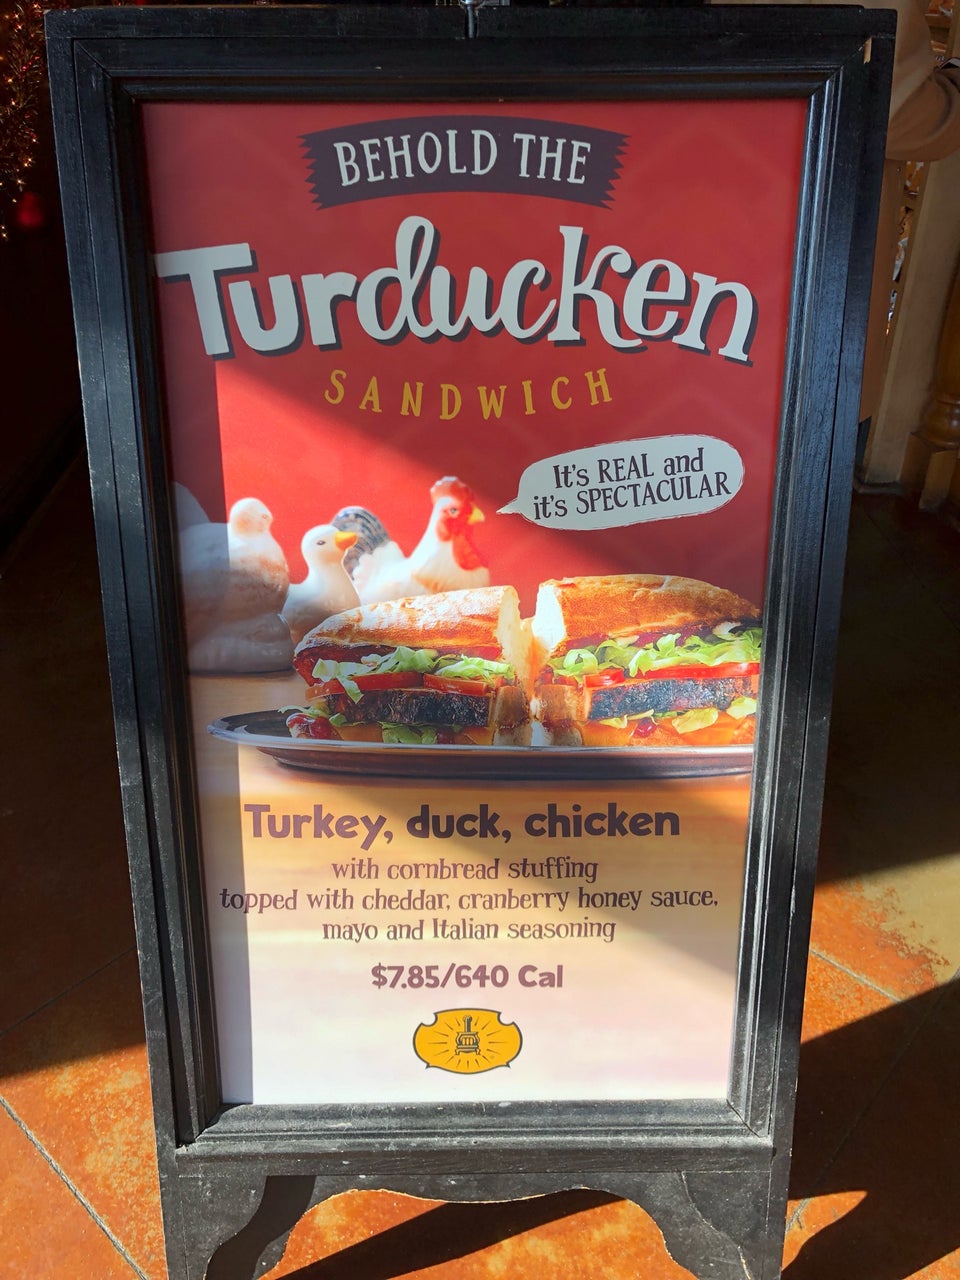 BEHOLD THE
Turducken
SANDWICH
It's REAL and
it's SPECTACULAR
Turkey, duck, chicken
with cornbread stuffing
topped with cheddar, cranberry honey sauce,
mayo and Italian seasoning
$7.85/640 Cal